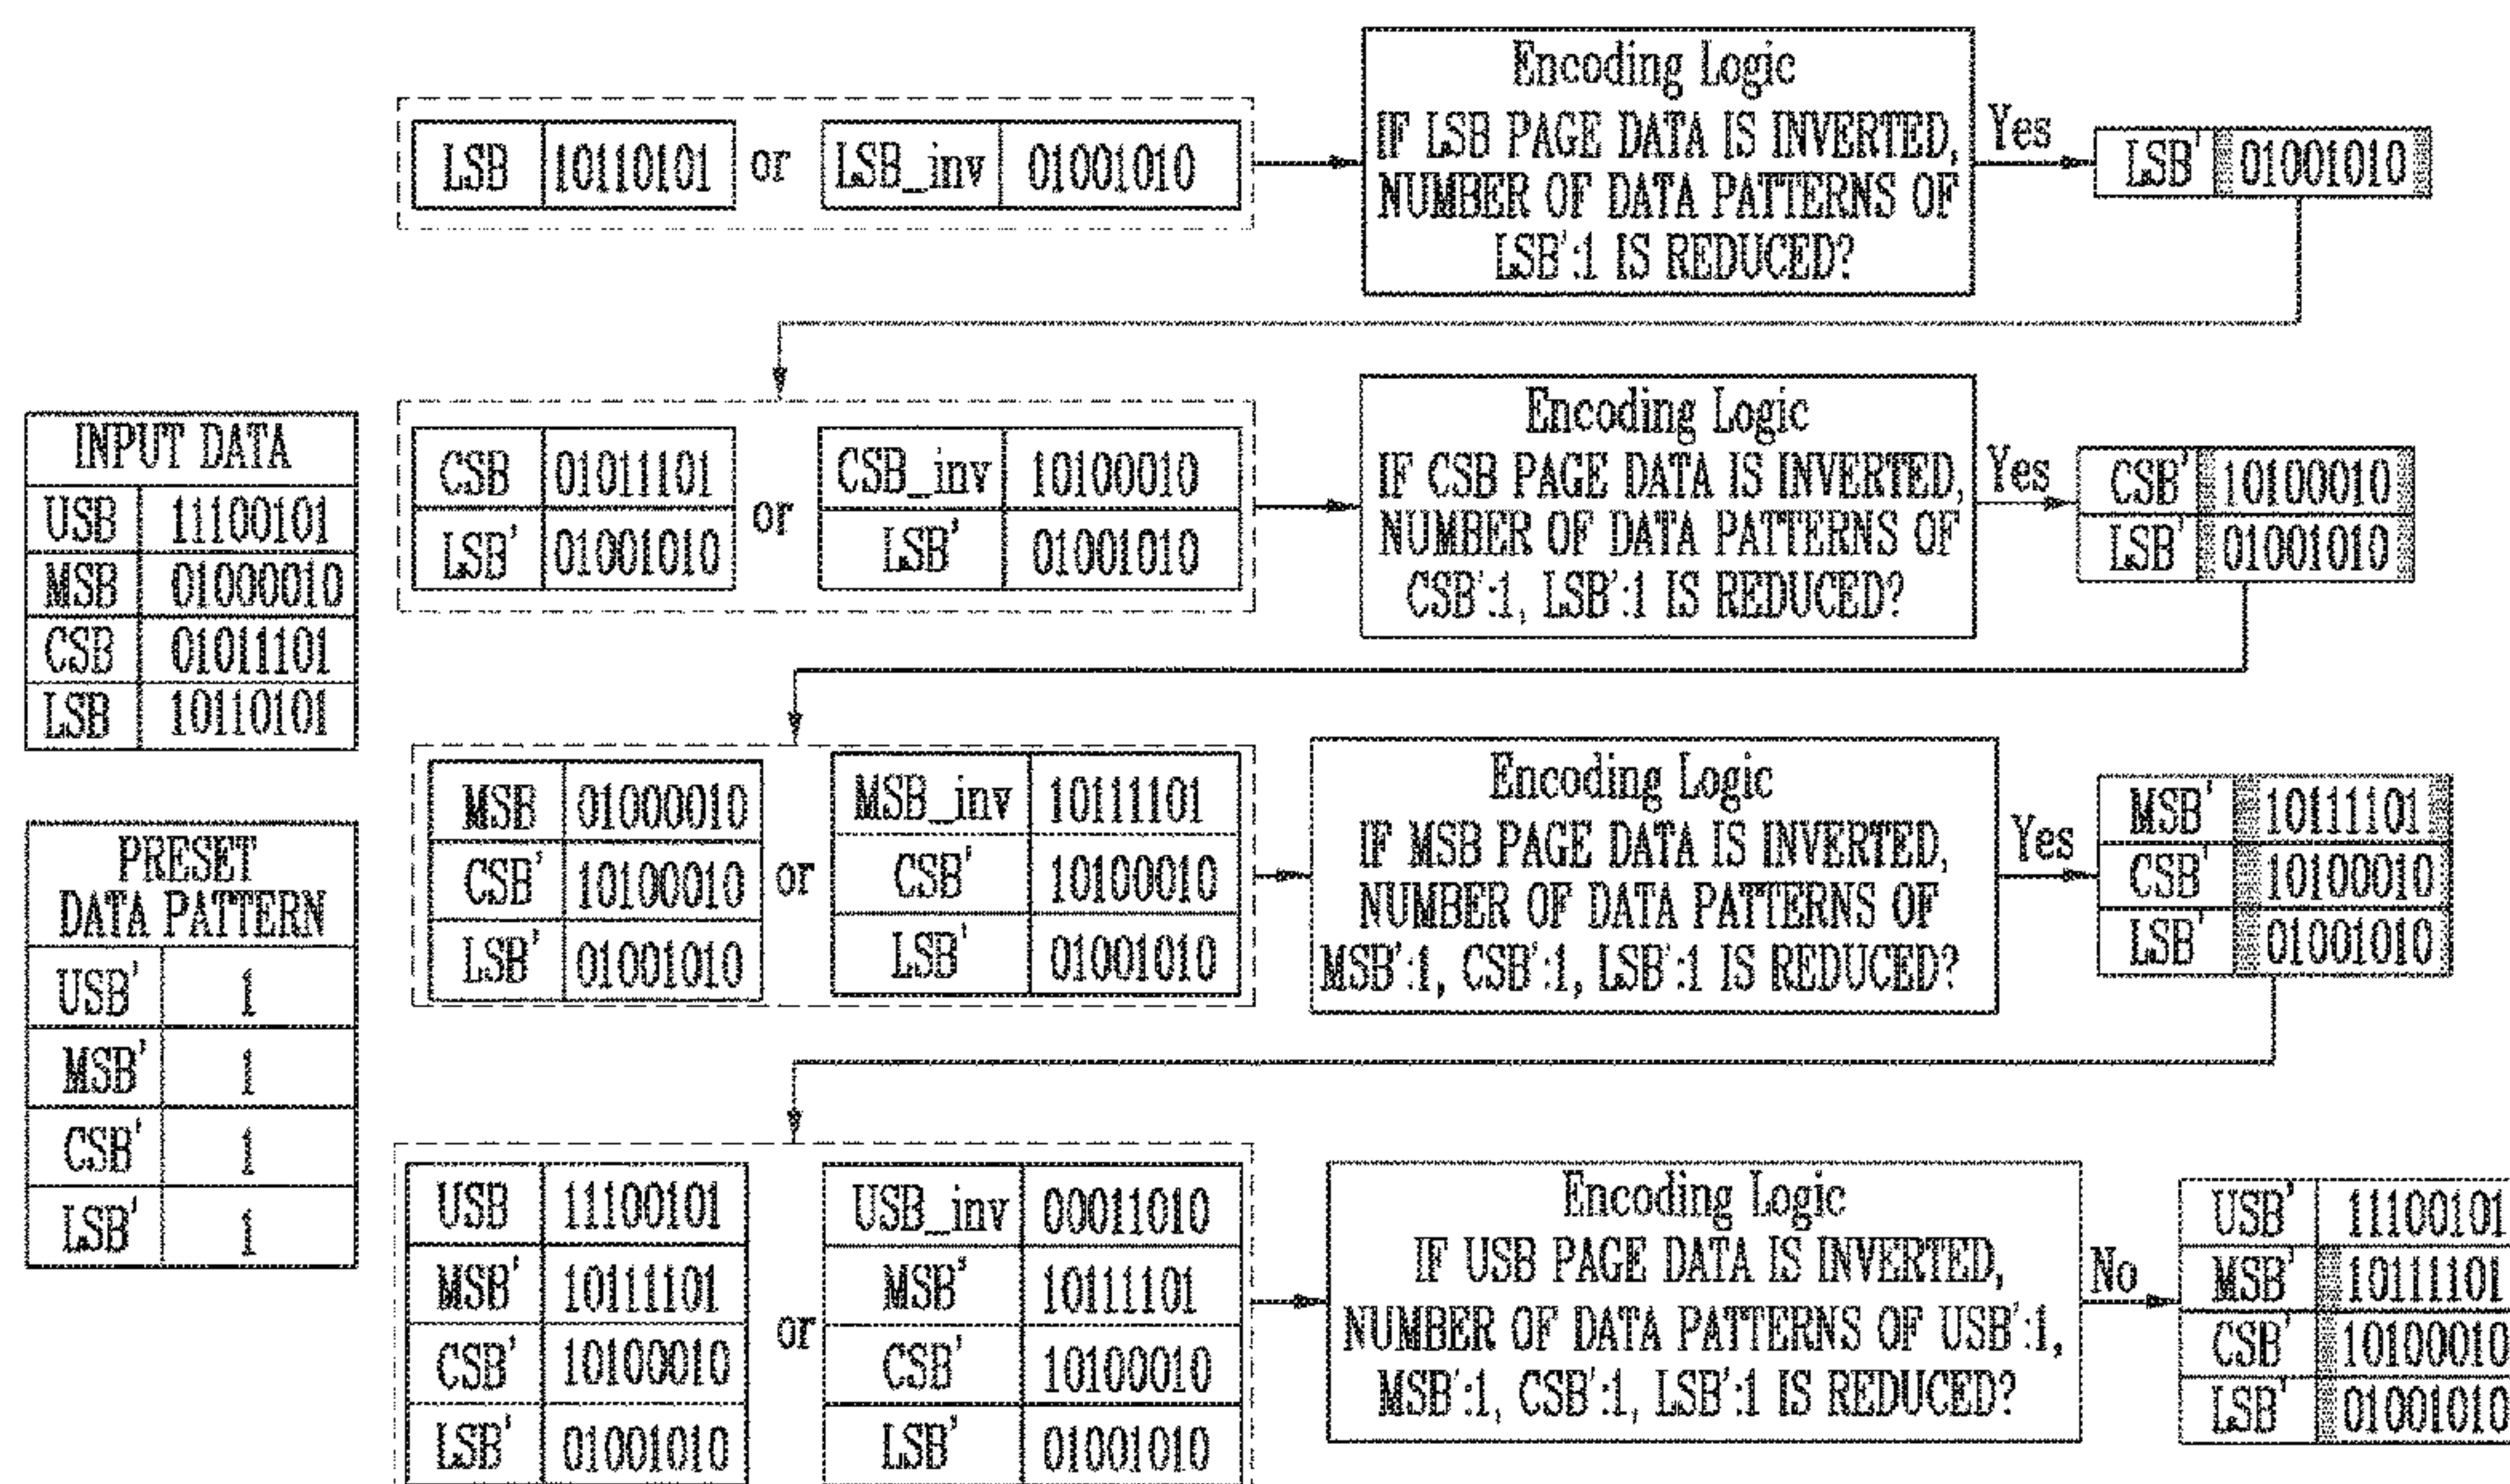 INPUT DATA
USB 11100101
MSB 01000010
CSB 01011101
LSB 10110101
PRESET
DATA PATTERN
USB' 1
MSB' 1
CSB' 1
LSB' 1
LSB 10110101 or LSB_inv 01001010
Encoding Logic
IF LSB PAGE DATA IS INVERTED,
NUMBER OF DATA PATTERNS OF
LSB':1 IS REDUCED?
Yes
LSB' 01001010
CSB 01011101 or CSB_inv 10100010
LSB' 01001010 LSB' 01001010
Encoding Logic
IF CSB PAGE DATA IS INVERTED,
NUMBER OF DATA PATTERNS OF
CSB':1, LSB':1 IS REDUCED?
Yes
CSB' 10100010
LSB' 01001010
MSB 01000010 MSB_inv 10111101
CSB' 10100010 or CSB' 10100010
LSB' 01001010 LSB' 01001010
Encoding Logic
IF MSB PAGE DATA IS INVERTED,
NUMBER OF DATA PATTERNS OF
MSB':1, CSB':1, LSB':1 IS REDUCED?
Yes
MSB' 10111101
CSB' 10100010
LSB' 01001010
USB 11100101 USB_inv 00011010
MSB' 10111101 MSB' 10111101
CSB' 10100010 or CSB' 10100010
LSB' 01001010 LSB' 01001010
Encoding Logic
IF USB PAGE DATA IS INVERTED,
NUMBER OF DATA PATTERNS OF USB':1,
MSB':1, CSB':1, LSB':1 IS REDUCED?
No
USB' 11100101
MSB' 10111101
CSB' 10100010
LSB' 01001010